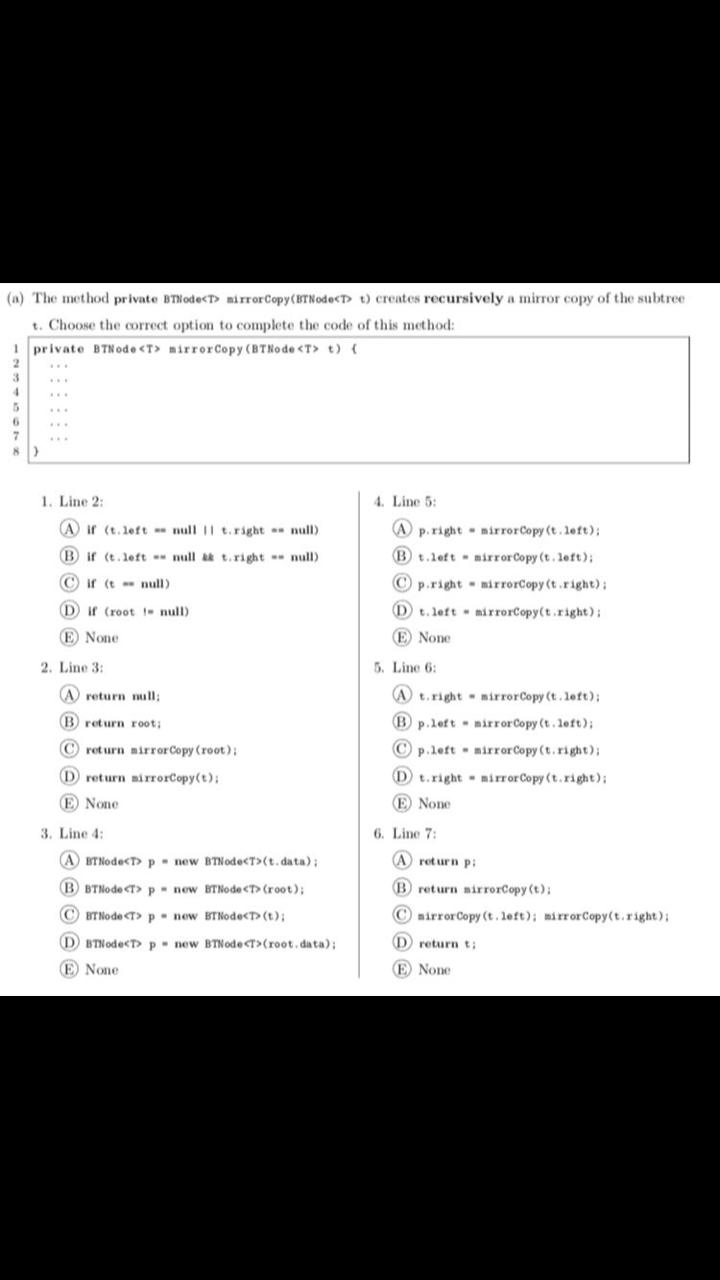 (a) The method private BTNode<T> mirrorCopy(BTNode<T> t) creates recursively a mirror copy of the subtree
t. Choose the correct option to complete the code of this method:
1 private BTNode<T> mirrorCopy(BTNode<T> t) {
2 ...
3 ...
4 ...
5 ...
6 ...
7 ...
8 }
1. Line 2:
A if (t.left == null || t.right == null)
B if (t.left == null && t.right == null)
C if (t == null)
D if (root != null)
E None
2. Line 3:
A return null;
B return root;
C return mirrorCopy(root);
D return mirrorCopy(t);
E None
3. Line 4:
A BTNode<T> p = new BTNode<T>(t.data);
B BTNode<T> p = new BTNode<T>(root);
C BTNode<T> p = new BTNode<T>(t);
D BTNode<T> p = new BTNode<T>(root.data);
E None
4. Line 5:
A p.right = mirrorCopy(t.left);
B t.left = mirrorCopy(t.left);
C p.right = mirrorCopy(t.right);
D t.left = mirrorCopy(t.right);
E None
5. Line 6:
A t.right = mirrorCopy(t.left);
B p.left = mirrorCopy(t.left);
C p.left = mirrorCopy(t.right);
D t.right = mirrorCopy(t.right);
E None
6. Line 7:
A return p;
B return mirrorCopy(t);
C mirrorCopy(t.left); mirrorCopy(t.right);
D return t;
E None